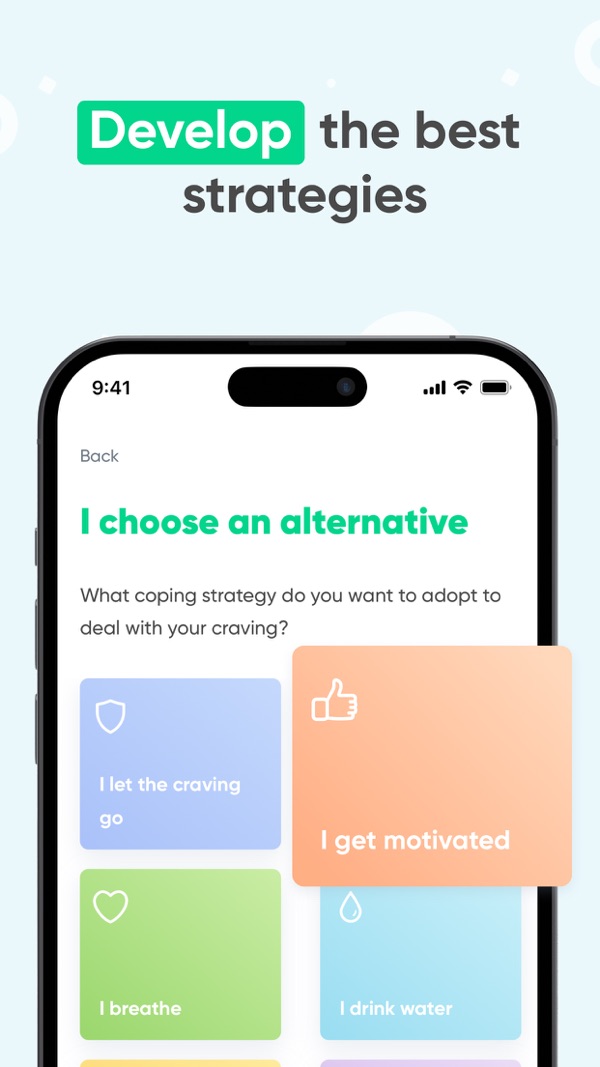 Develop the best
strategies
9:41
Back
I choose an alternative
What coping strategy do you want to adopt to
deal with your craving?
I let the craving
go
I get motivated
I breathe
I drink water